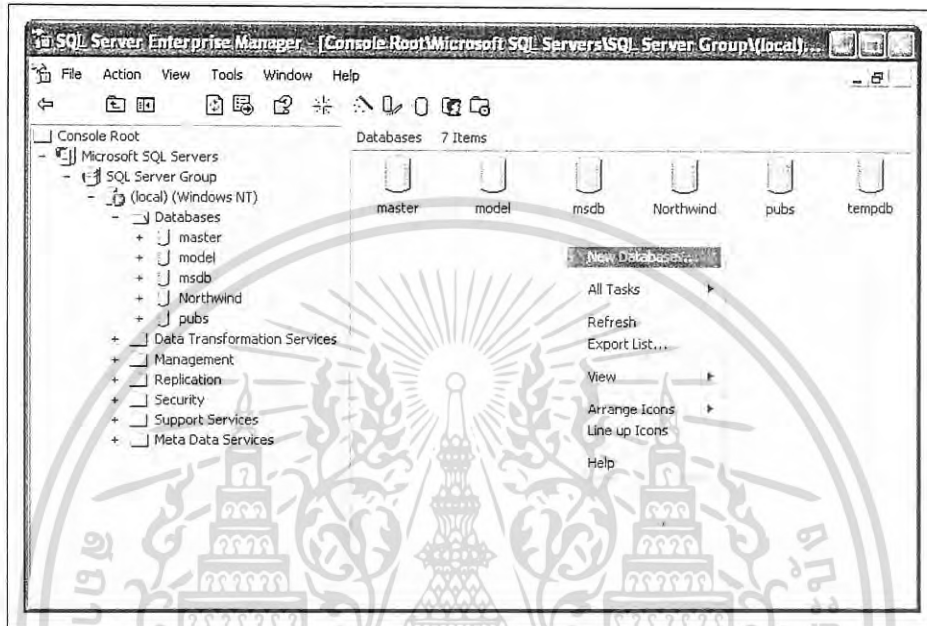 SQL Server Enterprise Manager - [Console Root\Microsoft SQL Servers\SQL Server Group\(local)...
File Action View Tools Window Help
Console Root
Microsoft SQL Servers
SQL Server Group
(local) (Windows NT)
Databases
master
model
msdb
Northwind
pubs
Data Transformation Services
Management
Replication
Security
Support Services
Meta Data Services
Databases 7 Items
master model msdb Northwind pubs tempdb
New Database...
All Tasks
Refresh
Export List...
View
Arrange Icons
Line up Icons
Help